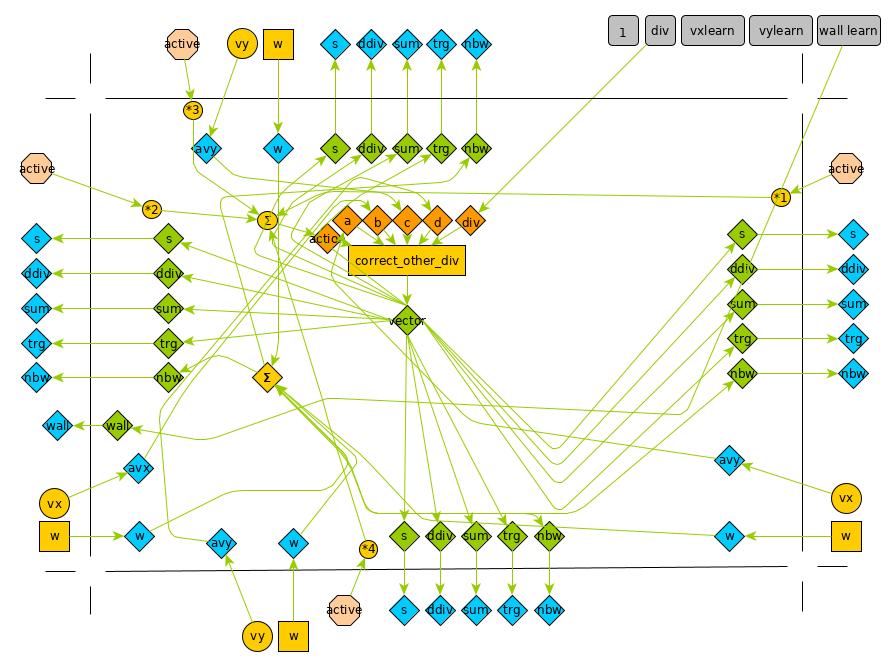 1 div vxlearn vylearn wall learn
active vy w s ddiv sum trg nbw
*3
avy w s ddiv sum trg nbw
active active
*1
*2
Σ a b c d div
s s actio s s
correct_other_div
ddiv ddiv ddiv ddiv
sum sum vector sum sum
trg trg trg trg
nbw nbw Σ nbw nbw
wall wall
avx avy
vx vx
w w avy w *4 s ddiv sum trg nbw w w
active s ddiv sum trg nbw
vy w